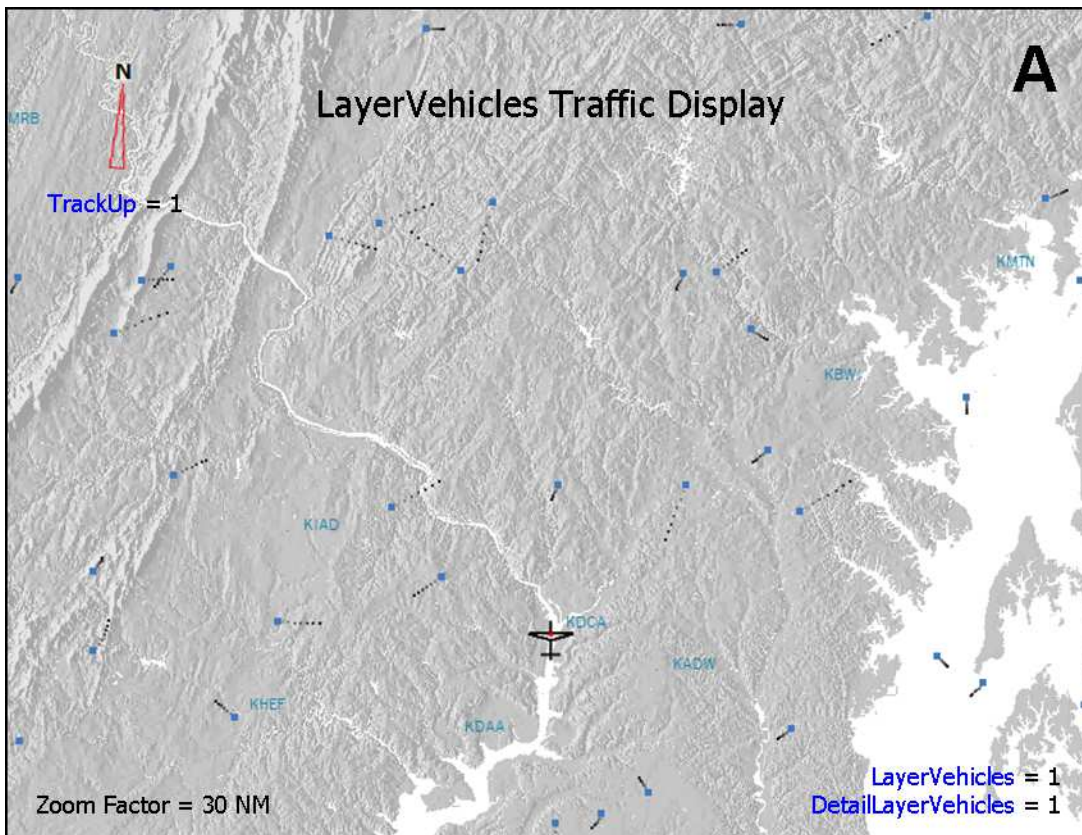 A
N
LayerVehicles Traffic Display
MRB
TrackUp = 1
KMTN
KBWI
KIAD
KDCA
KADW
KHEF
KDAA
LayerVehicles = 1
Zoom Factor = 30 NM
DetailLayerVehicles = 1